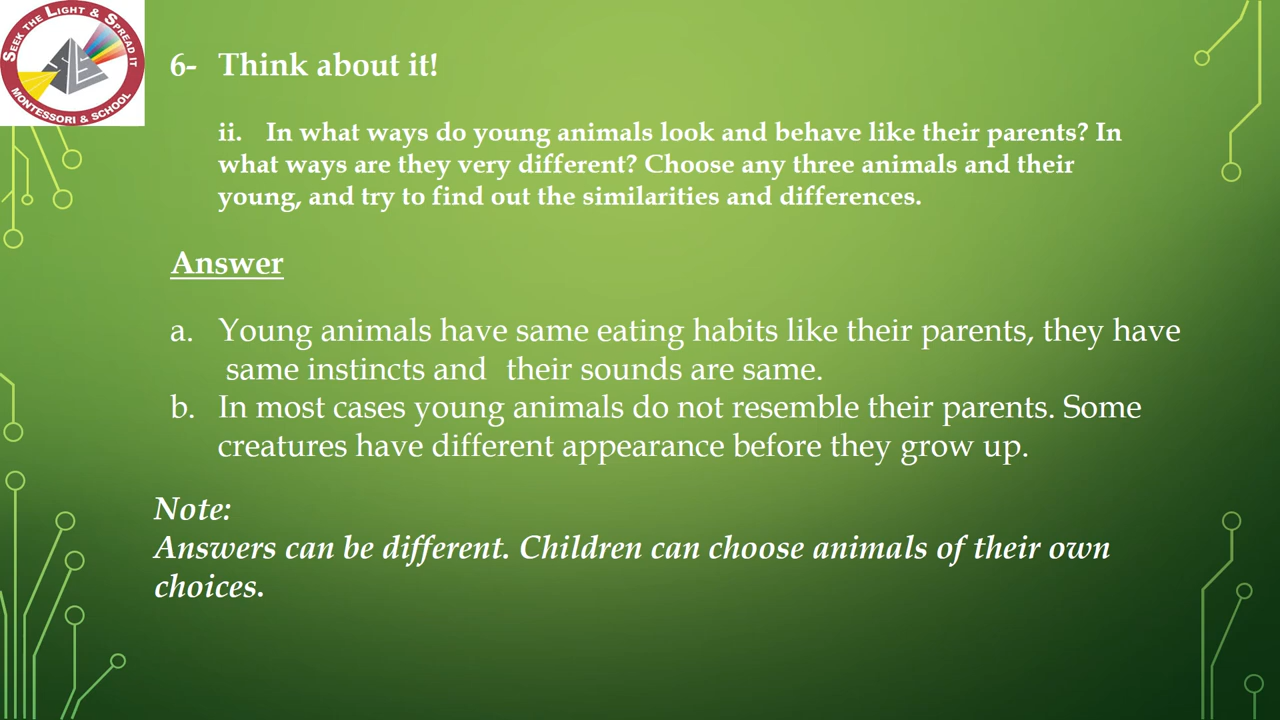 SEEK THE LIGHT & SPREAD IT
MONTESSORI & SCHOOL
6- Think about it!
ii. In what ways do young animals look and behave like their parents? In
what ways are they very different? Choose any three animals and their
young, and try to find out the similarities and differences.
Answer
a. Young animals have same eating habits like their parents, they have
same instincts and their sounds are same.
b. In most cases young animals do not resemble their parents. Some
creatures have different appearance before they grow up.
Note:
Answers can be different. Children can choose animals of their own
choices.